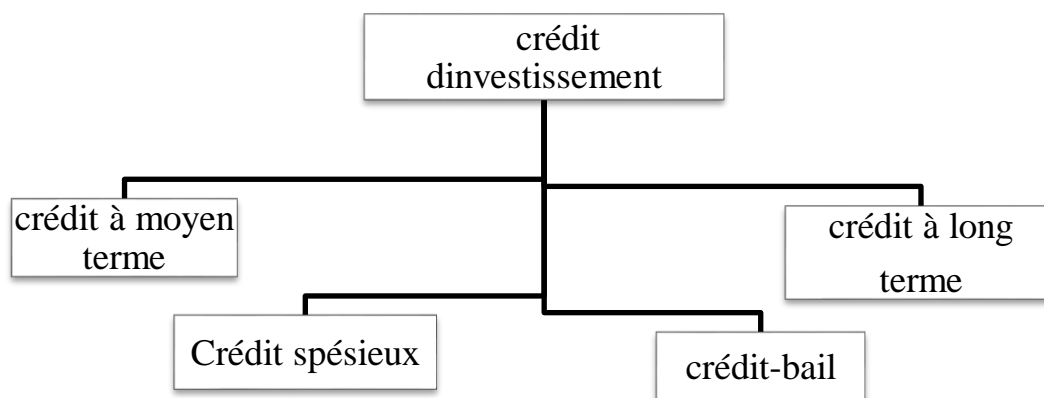 crédit
dinvestissement
crédit à moyen
terme
crédit à long
terme
Crédit spésieux
crédit-bail